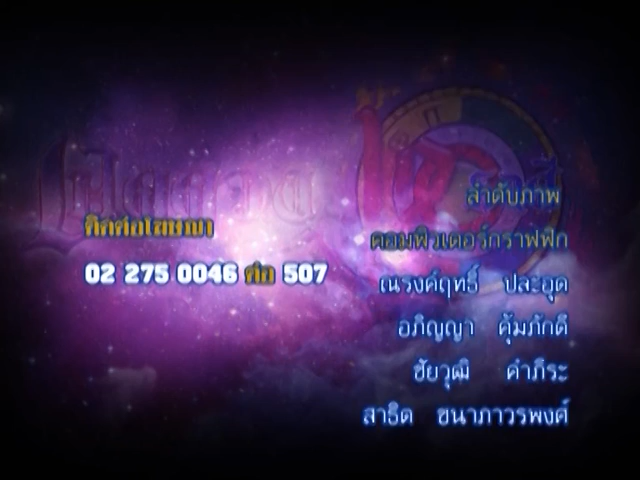 ติดต่อโฆษณา
02 275 0046 ต่อ 507
ลำดับภาพ
คอมพิวเตอร์กราฟฟิก
ณรงค์ฤทธิ์ ปละอุด
อภิญญา คุ้มภักดี
ชัยวุฒิ คำภิระ
สาธิต ชนาภาวรพงศ์